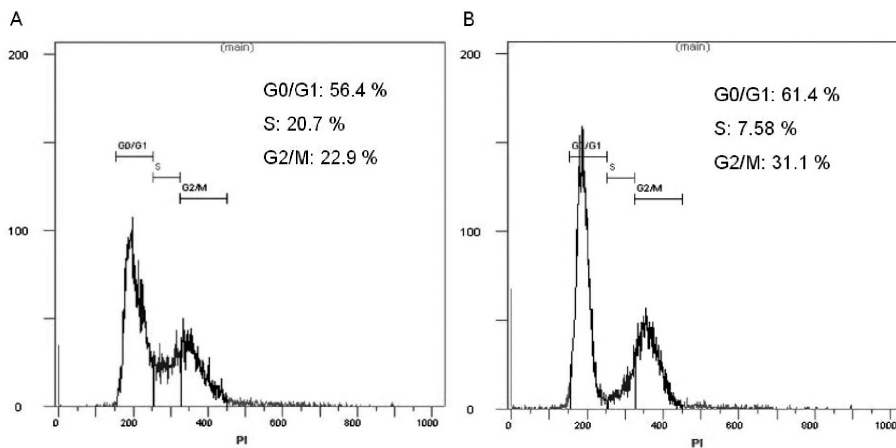 A
(main)
200
G0/G1: 56.4 %
S: 20.7 %
G2/M: 22.9 %
G0/G1
S
G2/M
100
0
0 200 400 600 800 1000
PI
B
(main)
200
G0/G1: 61.4 %
S: 7.58 %
G2/M: 31.1 %
G0/G1
S
G2/M
100
0
0 200 400 600 800 1000
PI